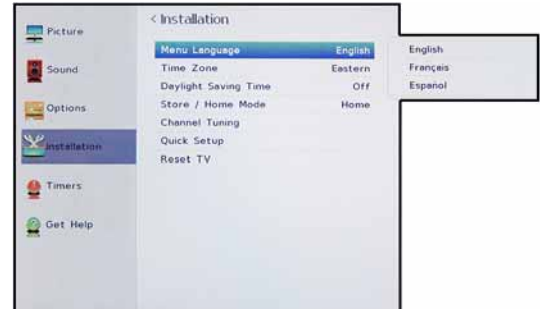 Picture
Sound
Options
Installation
Timers
Get Help
< Installation
Menu Language English
Time Zone Eastern
Daylight Saving Time Off
Store / Home Mode Home
Channel Tuning
Quick Setup
Reset TV
English
Français
Español